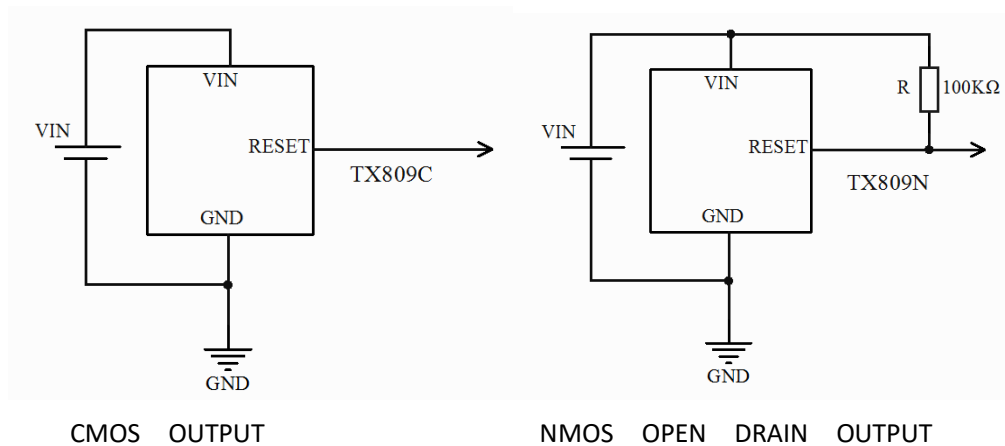 VIN
VIN
RESET
TX809C
GND
GND
CMOS OUTPUT
VIN
VIN
R 100KΩ
RESET
TX809N
GND
GND
NMOS OPEN DRAIN OUTPUT